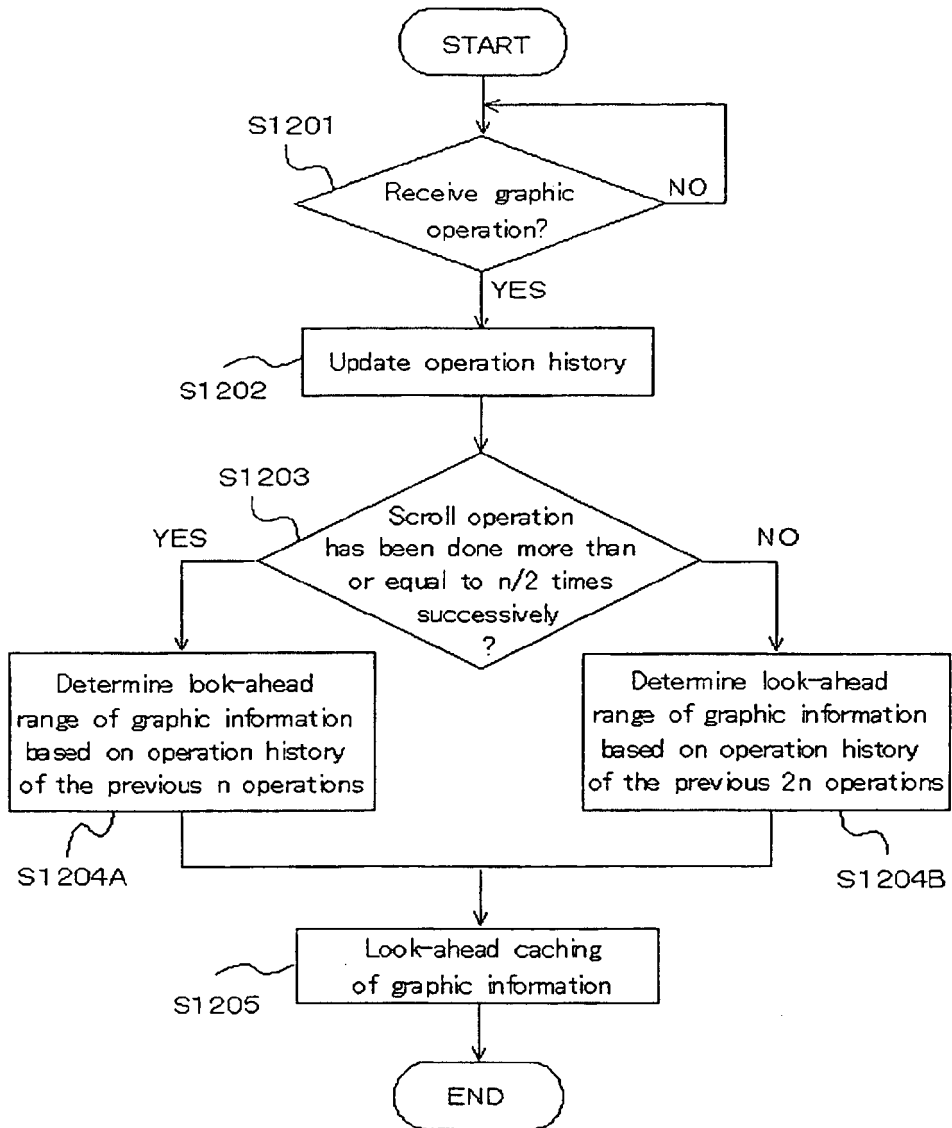 START
S1201
Receive graphic
operation?
NO
YES
Update operation history
S1202
S1203
Scroll operation
has been done more than
or equal to n/2 times
successively
?
YES
NO
Determine look-ahead
range of graphic information
based on operation history
of the previous n operations
S1204A
Determine look-ahead
range of graphic information
based on operation history
of the previous 2n operations
S1204B
Look-ahead caching
of graphic information
S1205
END